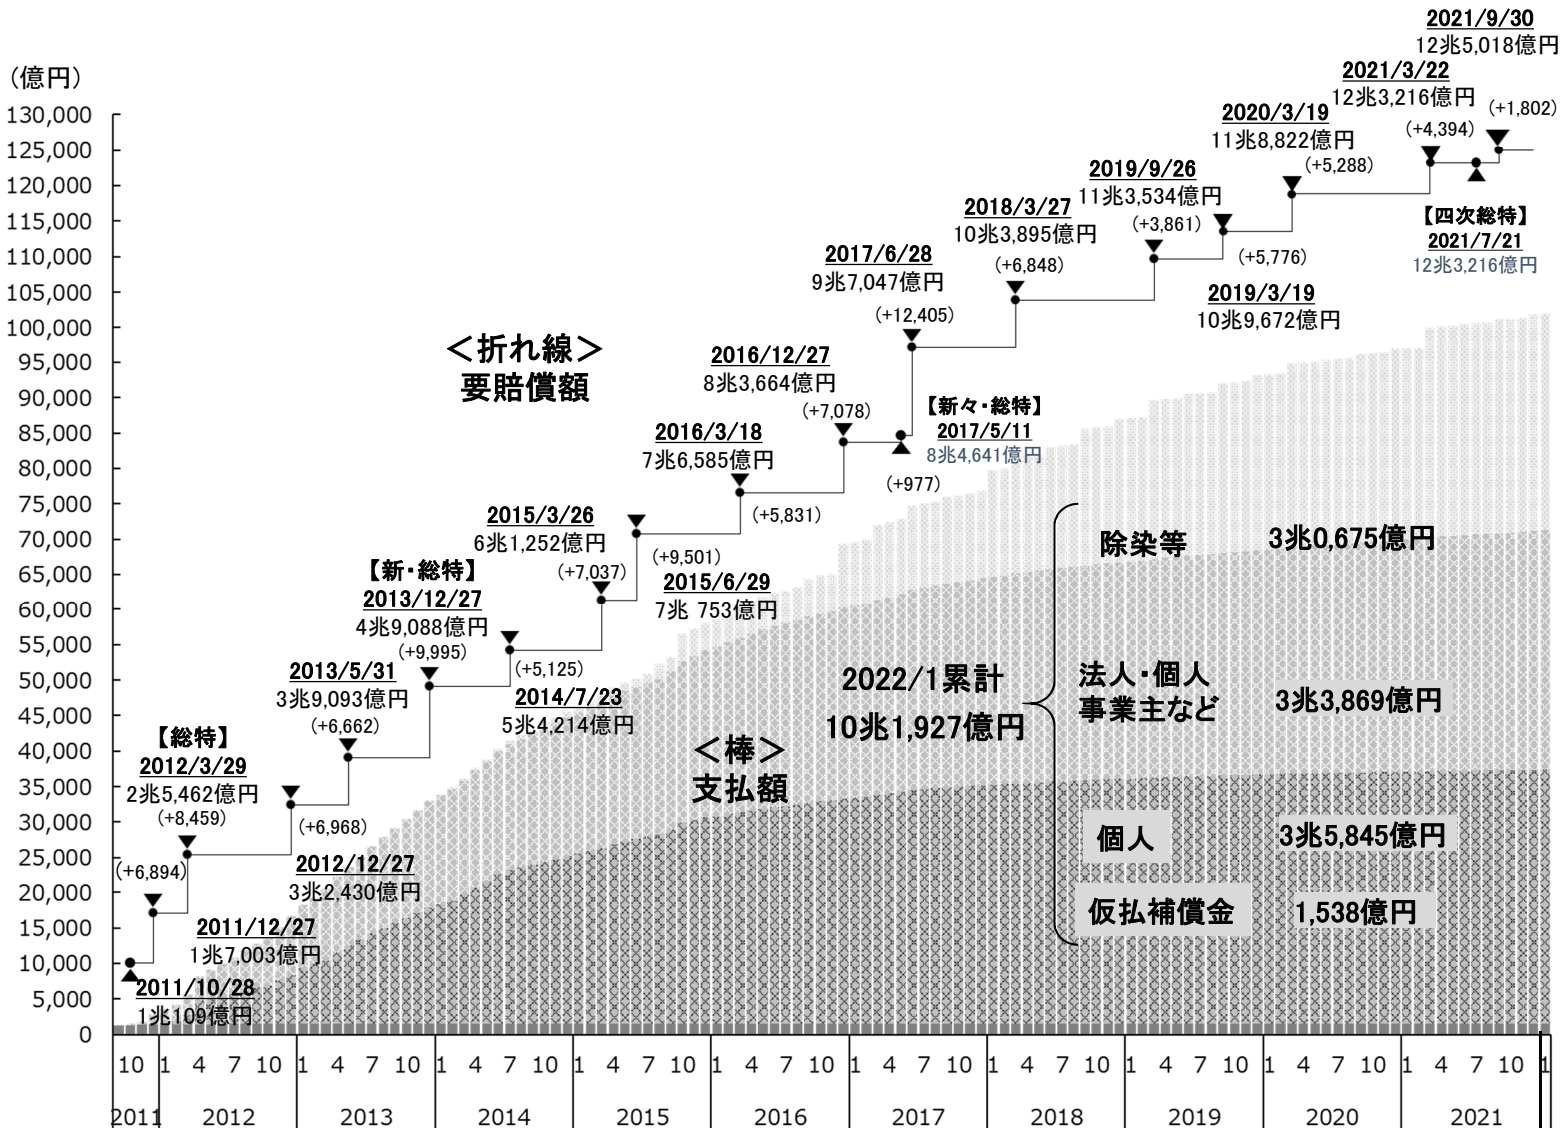 (億円)
130,000
125,000
120,000
115,000
110,000
105,000
100,000
95,000
90,000
85,000
80,000
75,000
70,000
65,000
60,000
55,000
50,000
45,000
40,000
35,000
30,000
25,000
20,000
15,000
10,000
5,000
0
2011/10/28
1兆109億円
(+6,894)
2011/12/27
1兆7,003億円
【総特】
2012/3/29
2兆5,462億円
(+8,459)
(+6,968)
2012/12/27
3兆2,430億円
2013/5/31
3兆9,093億円
(+6,662)
【新・総特】
2013/12/27
4兆9,088億円
(+9,995)
(+5,125)
2014/7/23
5兆4,214億円
2015/3/26
6兆1,252億円
(+7,037)
(+9,501)
2015/6/29
7兆 753億円
2016/3/18
7兆6,585億円
(+5,831)
2016/12/27
8兆3,664億円
(+7,078)
【新々・総特】
2017/5/11
8兆4,641億円
(+977)
2017/6/28
9兆7,047億円
(+12,405)
2018/3/27
10兆3,895億円
(+6,848)
2019/9/26
11兆3,534億円
(+3,861)
(+5,776)
2019/3/19
10兆9,672億円
2020/3/19
11兆8,822億円
(+5,288)
2021/3/22
12兆3,216億円
(+4,394)
2021/9/30
12兆5,018億円
(+1,802)
【四次総特】
2021/7/21
12兆3,216億円
＜折れ線＞
要賠償額
＜棒＞
支払額
2022/1累計
10兆1,927億円
除染等 3兆0,675億円
法人・個人
事業主など 3兆3,869億円
個人 3兆5,845億円
仮払補償金 1,538億円
10 1 4 7 10 1 4 7 10 1 4 7 10 1 4 7 10 1 4 7 10 1 4 7 10 1 4 7 10 1 4 7 10 1 4 7 10 1 4 7 10 1
2011 2012 2013 2014 2015 2016 2017 2018 2019 2020 2021